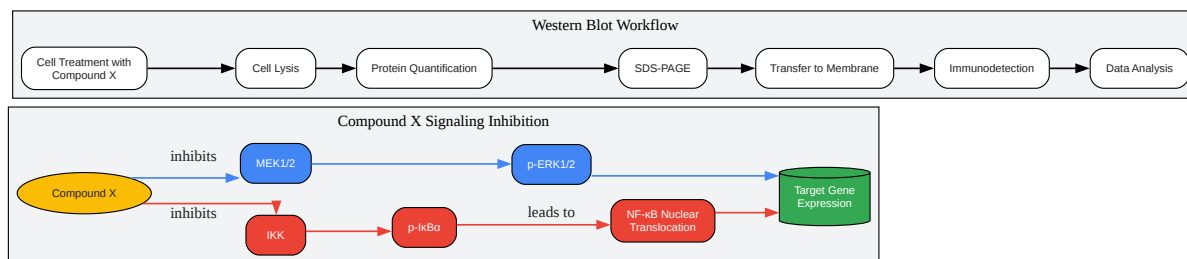 Western Blot Workflow
Cell Treatment with
Compound X
Cell Lysis
Protein Quantification
SDS-PAGE
Transfer to Membrane
Immunodetection
Data Analysis
Compound X Signaling Inhibition
inhibits
MEK1/2
p-ERK1/2
Compound X
Target Gene
Expression
inhibits
IKK
p-IκBα
leads to
NF-κB Nuclear
Translocation